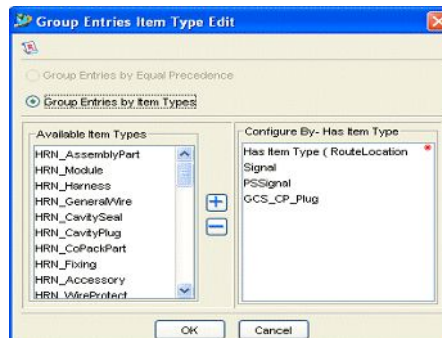 Group Entries Item Type Edit
Group Entries by Equal Precedence
Group Entries by Item Types
Available Item Types
HRN_AssemblyPart
HRN_Module
HRN_Harness
HRN_GeneralWire
HRN_CavitySeal
HRN_CavityPlug
HRN_CoPackPart
HRN_Fixing
HRN_Accessory
HRN_WireProtect
Configure By- Has Item Type
Has Item Type ( RouteLocation
Signal
PSSignal
GCS_CP_Plug
OK
Cancel